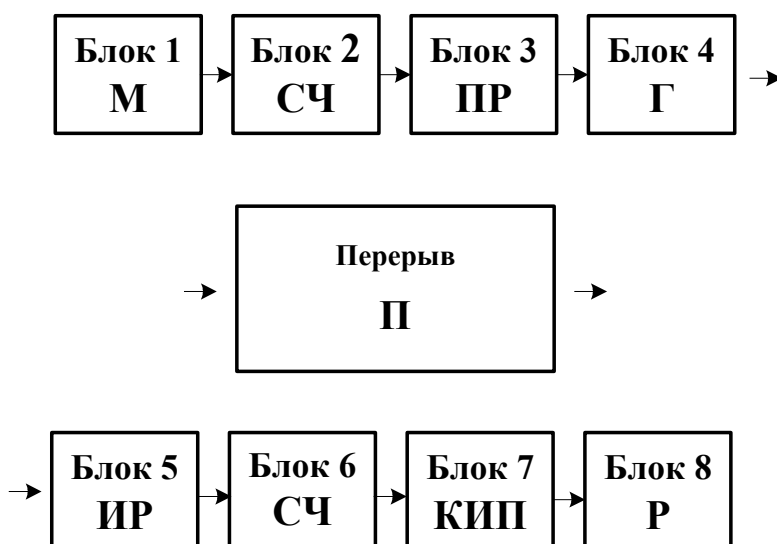 Блок 1
М
Блок 2
СЧ
Блок 3
ПР
Блок 4
Г
Перерыв
П
Блок 5
ИР
Блок 6
СЧ
Блок 7
КИП
Блок 8
Р